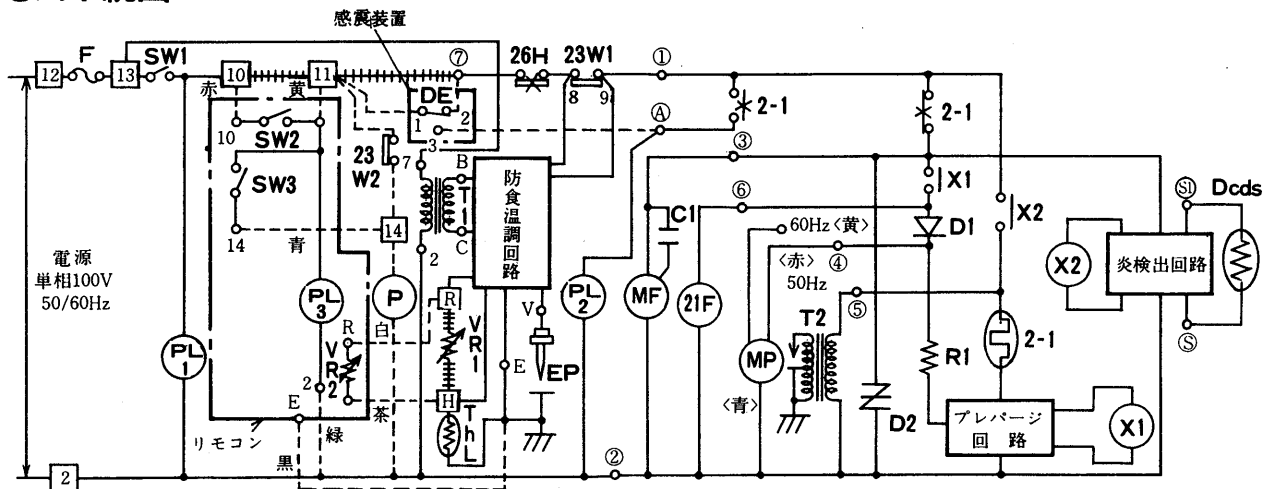 感震装置
12
F
13
SW1
10
11
⑦
26H
23W1
①
赤
黄
8
9
DE
1
2
3
2-1
2-1
10
SW2
Ⓐ
③
23
W2
7
SW3
B
T1
C
防食温調回路
⑥
X1
C1
60Hz〈黄〉
D1
X2
S1
Dcds
14
青
14
2
電源
単相100V
50/60Hz
〈赤〉
④
50Hz
X2
炎検出回路
PL
3
P
白
R
PL
2
MF
21F
⑤
T2
S
PL
1
R
V
R
2
VR1
V
EP
MP
R1
2-1
2
E
H
E
茶
ThL
〈青〉
D2
プレパージ
回路
X1
リモコン
緑
黒
②
2